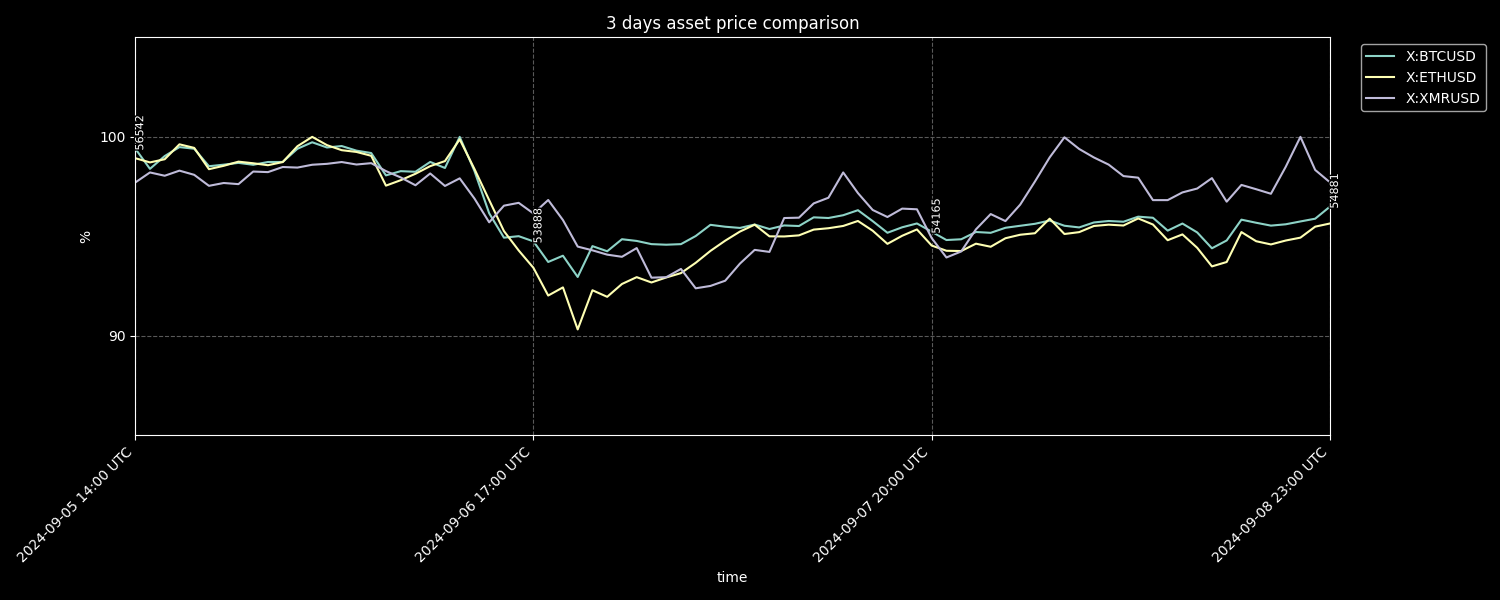 3 days asset price comparison
X:BTCUSD
X:ETHUSD
X:XMRUSD
100
90
%
56542
53888
54165
54881
2024-09-05 14:00 UTC
2024-09-06 17:00 UTC
2024-09-07 20:00 UTC
2024-09-08 23:00 UTC
time